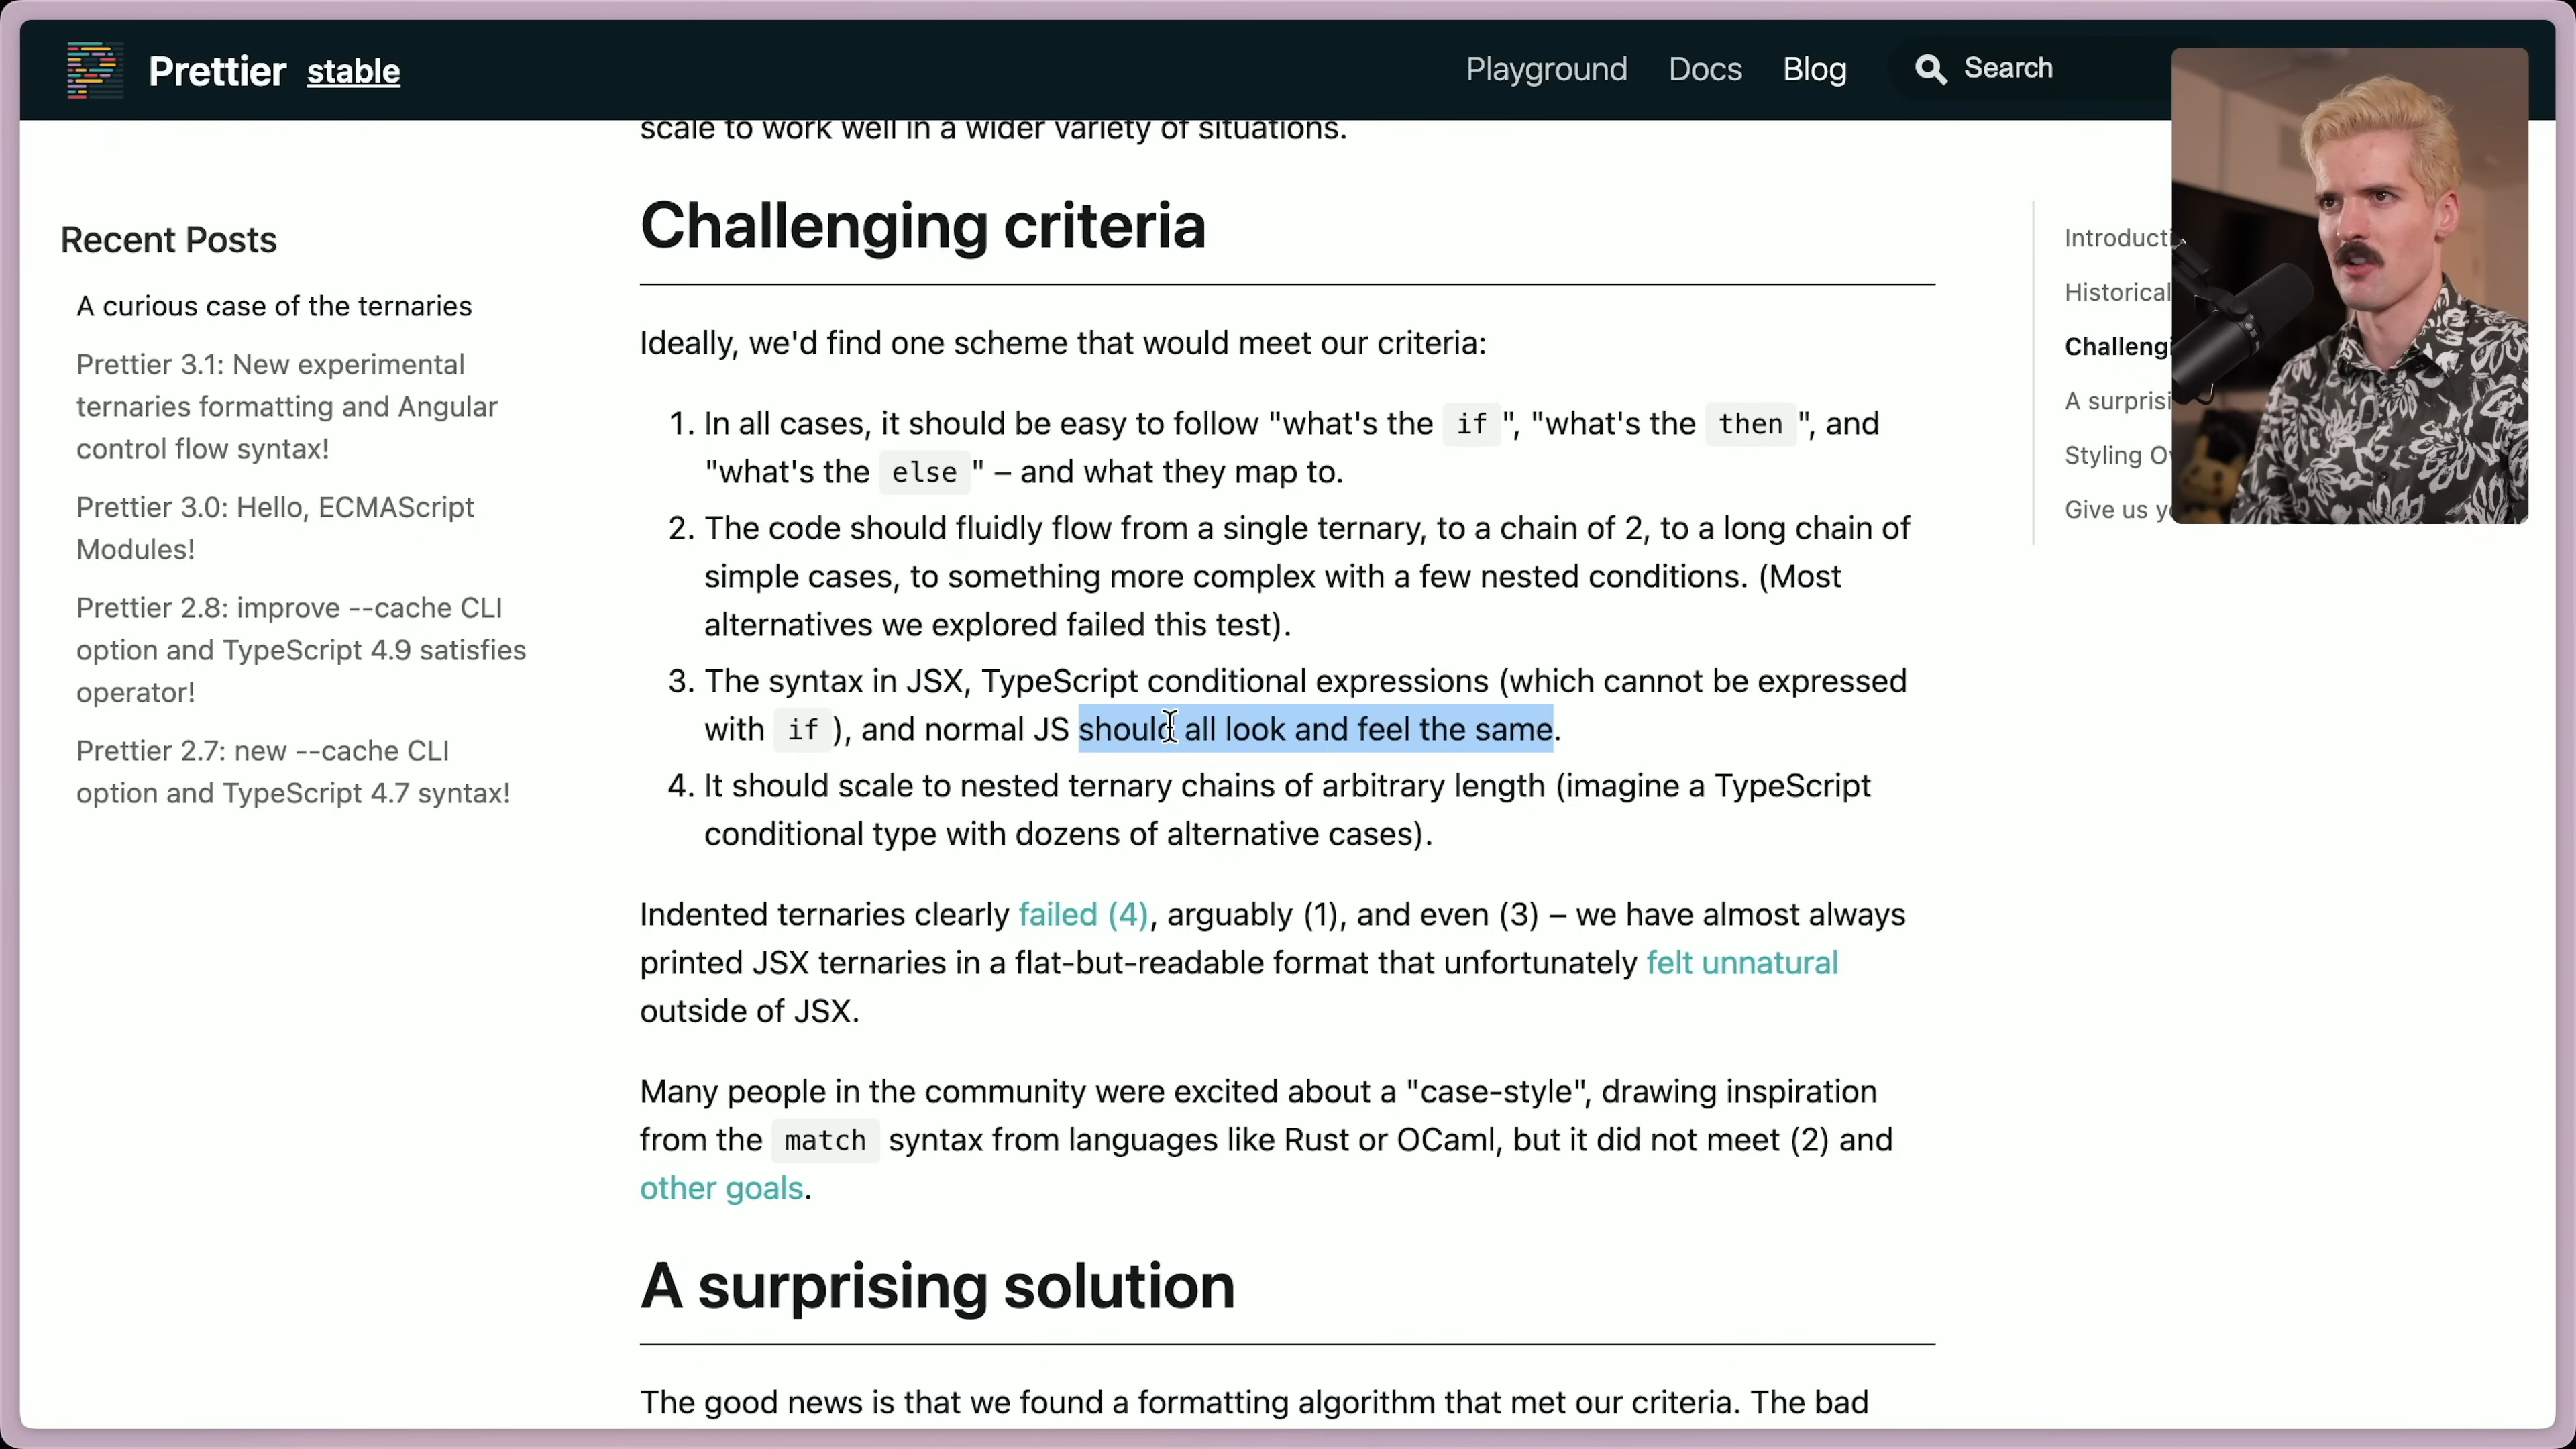 Prettier stable
Playground Docs Blog Search
scale to work well in a wider variety of situations.
Recent Posts
A curious case of the ternaries
Prettier 3.1: New experimental
ternaries formatting and Angular
control flow syntax!
Prettier 3.0: Hello, ECMAScript
Modules!
Prettier 2.8: improve --cache CLI
option and TypeScript 4.9 satisfies
operator!
Prettier 2.7: new --cache CLI
option and TypeScript 4.7 syntax!
Challenging criteria
Ideally, we'd find one scheme that would meet our criteria:
1. In all cases, it should be easy to follow "what's the if ", "what's the then ", and
"what's the else " – and what they map to.
2. The code should fluidly flow from a single ternary, to a chain of 2, to a long chain of
simple cases, to something more complex with a few nested conditions. (Most
alternatives we explored failed this test).
3. The syntax in JSX, TypeScript conditional expressions (which cannot be expressed
with if ), and normal JS should all look and feel the same.
4. It should scale to nested ternary chains of arbitrary length (imagine a TypeScript
conditional type with dozens of alternative cases).
Indented ternaries clearly failed (4), arguably (1), and even (3) – we have almost always
printed JSX ternaries in a flat-but-readable format that unfortunately felt unnatural
outside of JSX.
Many people in the community were excited about a "case-style", drawing inspiration
from the match syntax from languages like Rust or OCaml, but it did not meet (2) and
other goals.
A surprising solution
The good news is that we found a formatting algorithm that met our criteria. The bad
Introducti
Historical
Challengi
A surprisi
Styling Ov
Give us yo